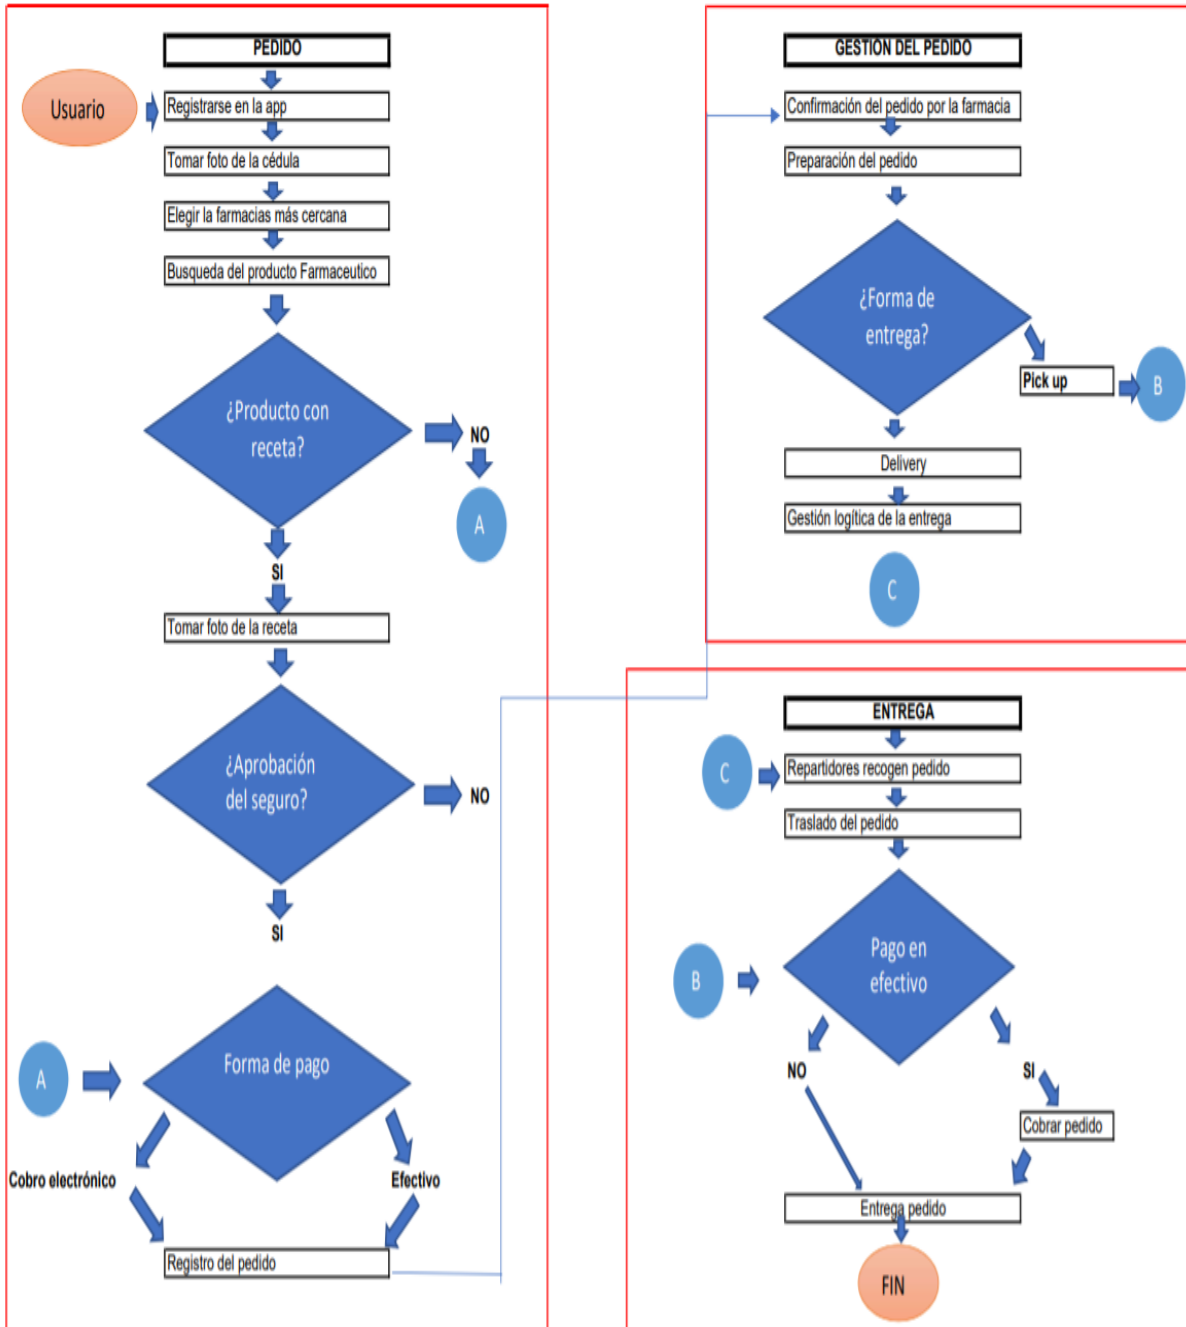 PEDIDO
Usuario
Registrarse en la app
Tomar foto de la cédula
Elegir la farmacias más cercana
Busqueda del producto Farmaceutico
¿Producto con
receta?
NO
A
SI
Tomar foto de la receta
¿Aprobación
del seguro?
NO
SI
A
Forma de pago
Cobro electrónico
Efectivo
Registro del pedido
GESTIÓN DEL PEDIDO
Confirmación del pedido por la farmacia
Preparación del pedido
¿Forma de
entrega?
Pick up
B
Delivery
Gestión logítica de la entrega
C
ENTREGA
C
Repartidores recogen pedido
Traslado del pedido
B
Pago en
efectivo
NO
SI
Cobrar pedido
Entrega pedido
FIN